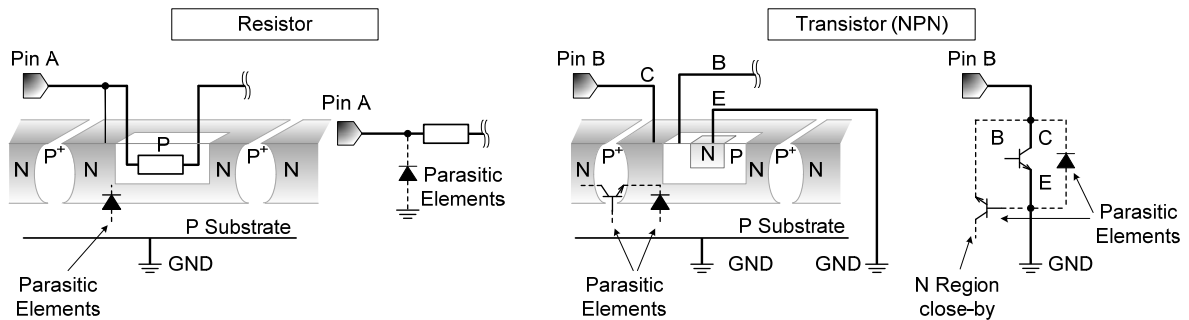 Resistor
Pin A
N
P+
N
P
P+
N
P Substrate
GND
Parasitic
Elements
Pin A
Parasitic
Elements
Transistor (NPN)
Pin B
C
B
E
N
P+
N
P
P+
N
N
P Substrate
GND
GND
Parasitic
Elements
Pin B
B
C
E
Parasitic
Elements
GND
N Region
close-by